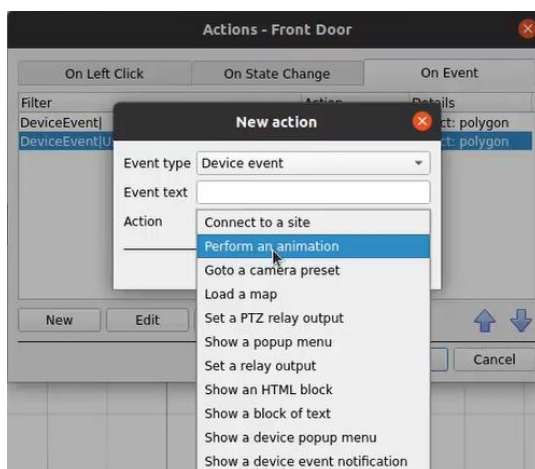 Actions - Front Door
On Left Click On State Change On Event
Filter Action Details
DeviceEvent| ct: polygon
DeviceEvent|U ct: polygon
New action
Event type Device event
Event text
Action
Connect to a site
Perform an animation
Goto a camera preset
Load a map
Set a PTZ relay output
Show a popup menu
Set a relay output
Show an HTML block
Show a block of text
Show a device popup menu
Show a device event notification
New Edit
Cancel